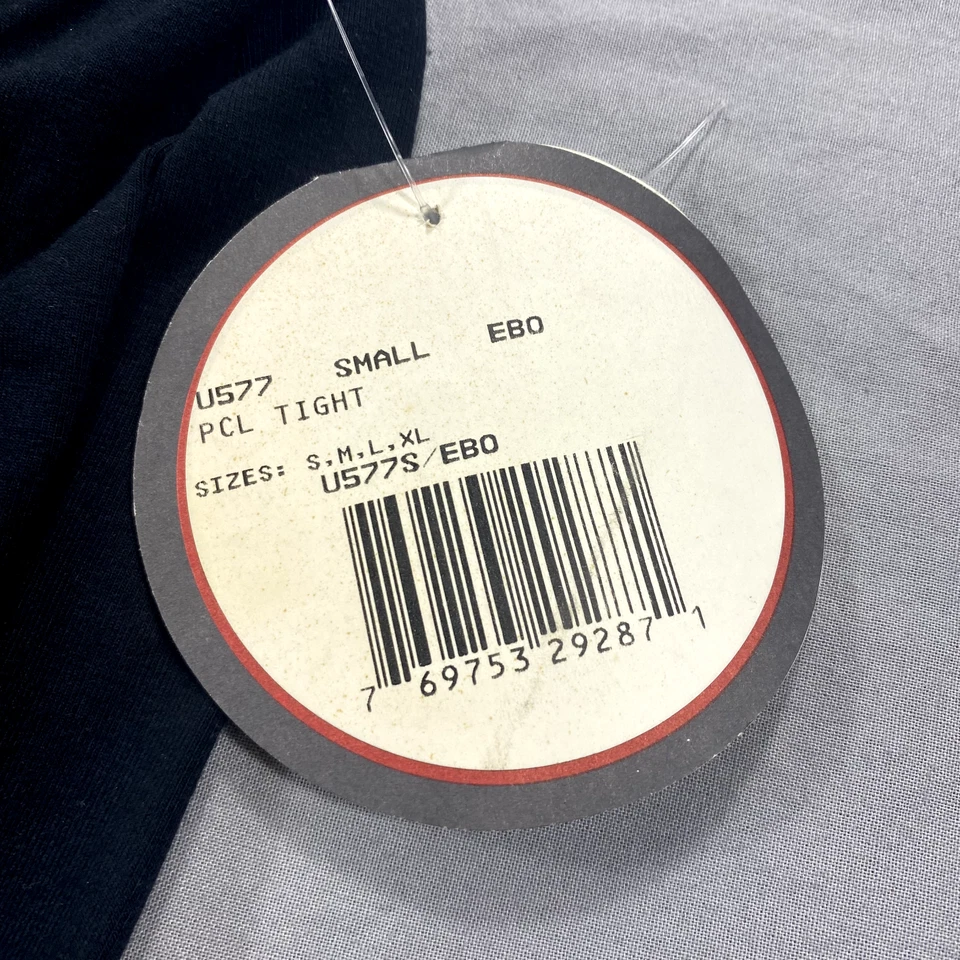 U577 SMALL EBO
PCL TIGHT
SIZES: S,M,L,XL
U577S/EBO
7 69753 29287 1